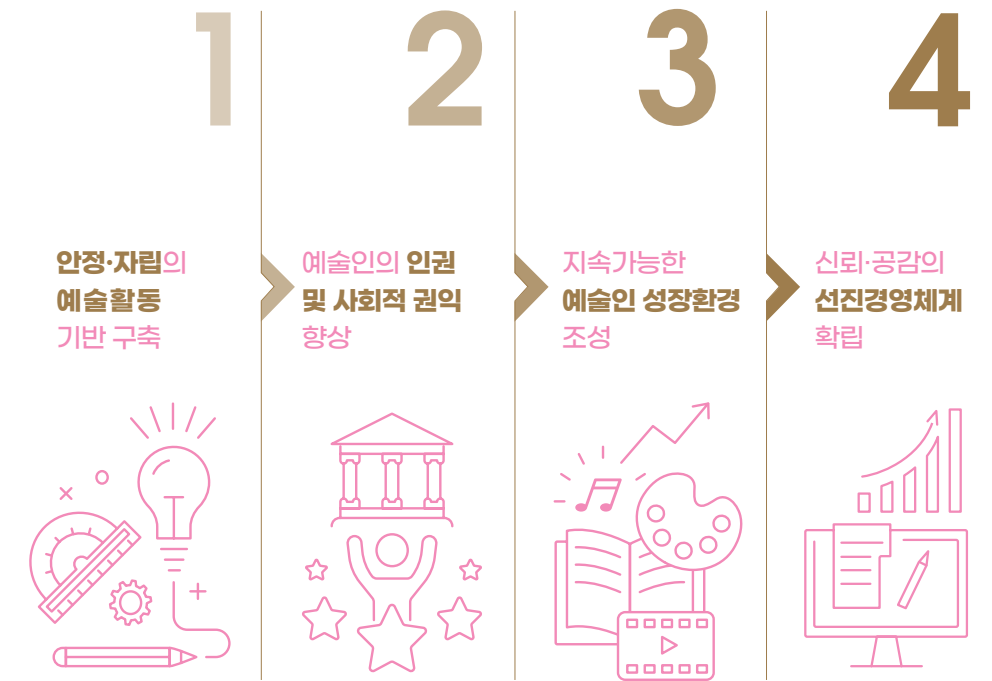 1
안정·자립의
예술활동
기반 구축
2
예술인의 인권
및 사회적 권익
향상
3
지속가능한
예술인 성장환경
조성
4
신뢰·공감의
선진경영체계
확립